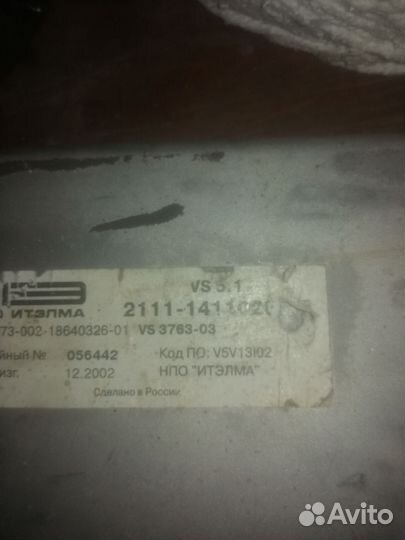 VS 5.1
ИТЭЛМА 2111-1411020
73-002-18640326-01 VS 3763-03
йный № 056442 Код ПО: V5V13I02
изг. 12.2002 НПО "ИТЭЛМА"
Сделано в России
Avito